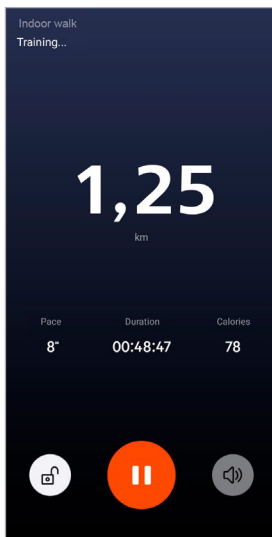 Indoor walk
Training...
1,25
km
Pace Duration Calories
8" 00:48:47 78